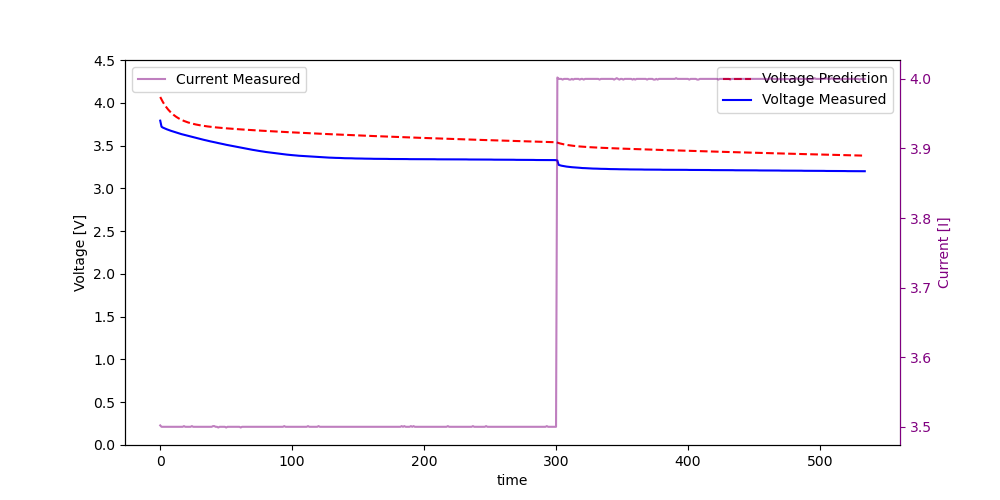 Current Measured
Voltage Prediction
Voltage Measured
4.5
4.0
3.5
3.0
2.5
2.0
1.5
1.0
0.5
0.0
Voltage [V]
4.0
3.9
3.8
3.7
3.6
3.5
Current [I]
0 100 200 300 400 500
time